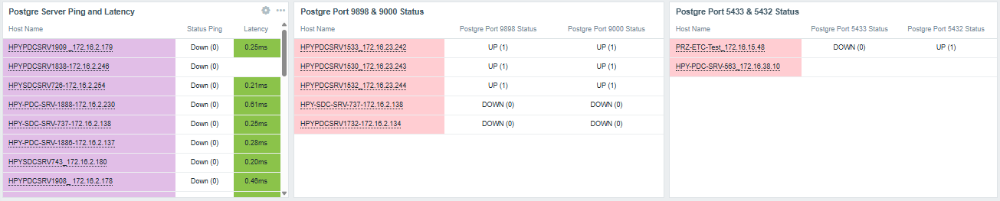 Postgre Server Ping and Latency
Host Name Status Ping Latency
HPYPDCSRV1909 _172.16.2.179 Down (0) 0.25ms
HPYPDCSRV1838-172.16.2.246 Down (0)
HPYSDCSRV726-172.16.2.254 Down (0) 0.21ms
HPY-PDC-SRV-1888-172.16.2.230 Down (0) 0.61ms
HPY-SDC-SRV-737-172.16.2.138 Down (0) 0.25ms
HPY-PDC-SRV-1886-172.16.2.137 Down (0) 0.28ms
HPYSDCSRV743_172.16.2.180 Down (0) 0.20ms
HPYPDCSRV1908_ 172.16.2.178 Down (0) 0.46ms
Postgre Port 9898 & 9000 Status
Host Name Postgre Port 9898 Status Postgre Port 9000 Status
HPYPDCSRV1533_172.16.23.242 UP (1) UP (1)
HPYPDCSRV1530_172.16.23.243 UP (1) UP (1)
HPYPDCSRV1532_172.16.23.244 UP (1) UP (1)
HPY-SDC-SRV-737-172.16.2.138 DOWN (0) DOWN (0)
HPYPDCSRV1732-172.16.2.134 DOWN (0) DOWN (0)
Postgre Port 5433 & 5432 Status
Host Name Postgre Port 5433 Status Postgre Port 5432 Status
PRZ-ETC-Test_172.16.15.48 DOWN (0) UP (1)
HPY-PDC-SRV-563_172.16.38.10